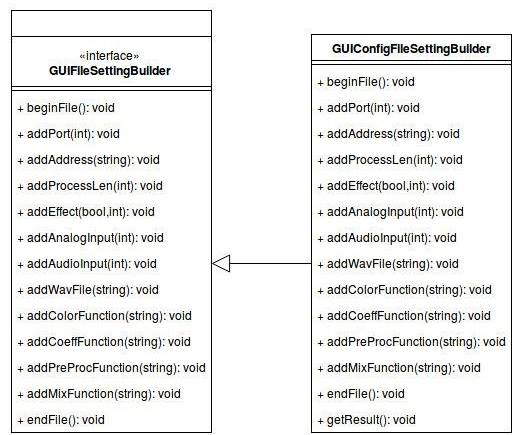 «interface»
GUIFileSettingBuilder
+ beginFile(): void
+ addPort(int): void
+ addAddress(string): void
+ addProcessLen(int): void
+ addEffect(bool,int): void
+ addAnalogInput(int): void
+ addAudioInput(int): void
+ addWavFile(string): void
+ addColorFunction(string): void
+ addCoeffFunction(string): void
+ addPreProcFunction(string): void
+ addMixFunction(string): void
+ endFile(): void
GUIConfigFileSettingBuilder
+ beginFile(): void
+ addPort(int): void
+ addAddress(string): void
+ addProcessLen(int): void
+ addEffect(bool,int): void
+ addAnalogInput(int): void
+ addAudioInput(int): void
+ addWavFile(string): void
+ addColorFunction(string): void
+ addCoeffFunction(string): void
+ addPreProcFunction(string): void
+ addMixFunction(string): void
+ endFile(): void
+ getResult(): void